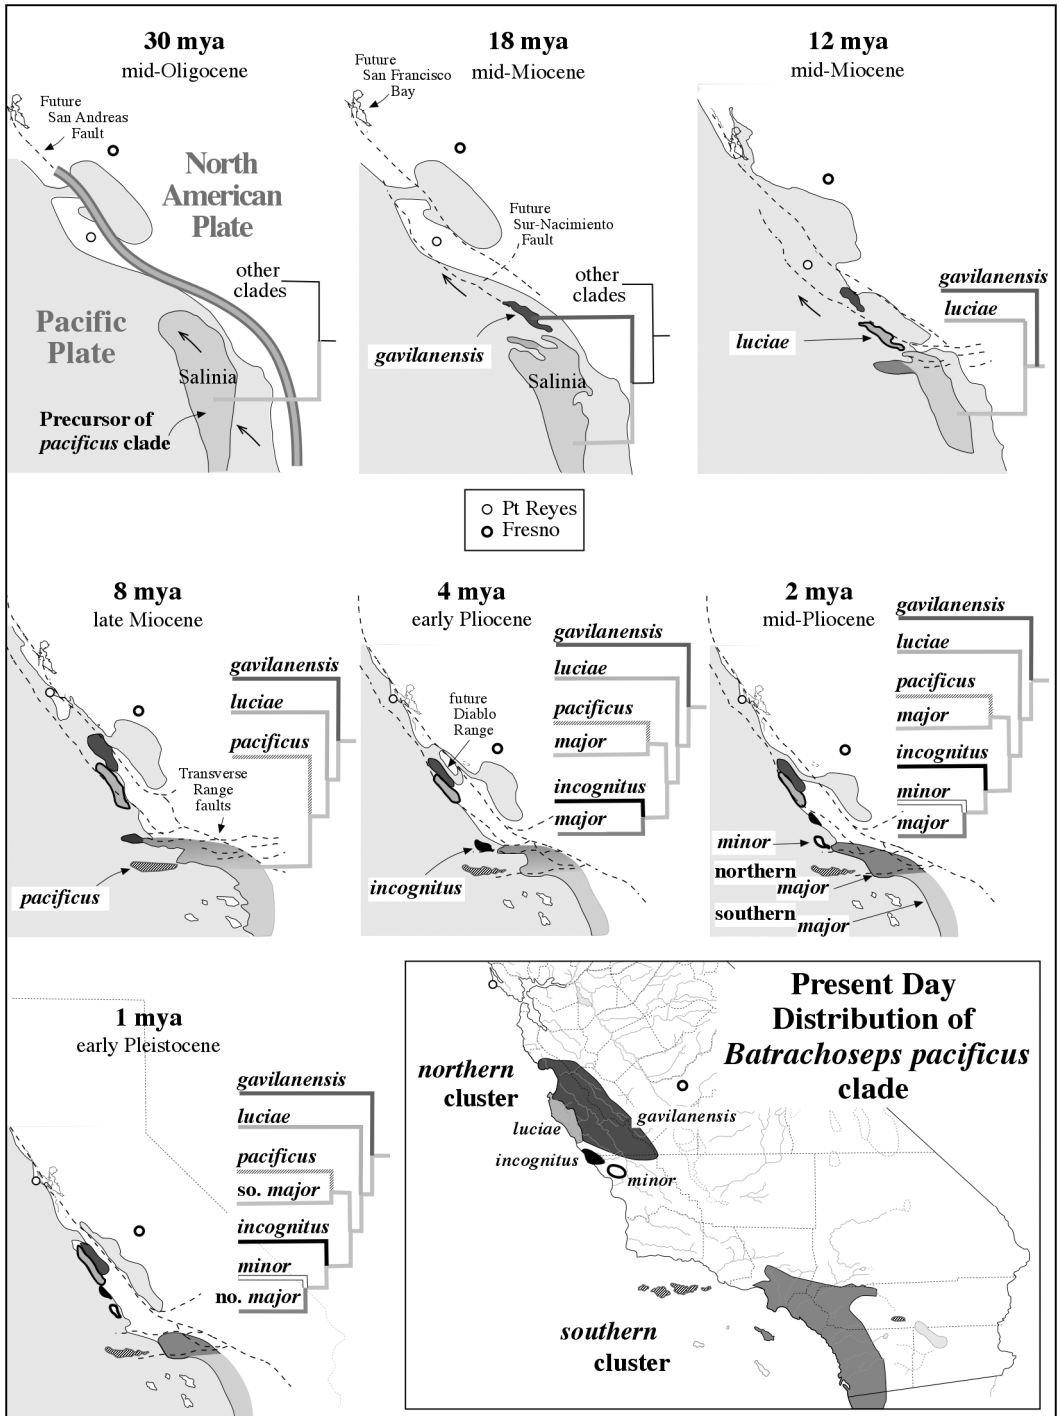 30 mya
mid-Oligocene
Future
San Andreas
Fault
North
American
Plate
other
clades
Pacific
Plate
Salinia
Precursor of
pacificus clade
18 mya
mid-Miocene
Future
San Francisco
Bay
Future
Sur-Nacimiento
Fault
other
clades
gavilanensis
Salinia
12 mya
mid-Miocene
gavilanensis
luciae
luciae
Pt Reyes
Fresno
8 mya
late Miocene
gavilanensis
luciae
pacificus
Transverse
Range
faults
pacificus
4 mya
early Pliocene
gavilanensis
luciae
pacificus
major
incognitus
major
future
Diablo
Range
incognitus
2 mya
mid-Pliocene
gavilanensis
luciae
pacificus
major
incognitus
minor
major
minor
northern
major
southern
major
1 mya
early Pleistocene
gavilanensis
luciae
pacificus
so. major
incognitus
minor
no. major
Present Day
Distribution of
Batrachoseps pacificus
clade
northern
cluster
gavilanensis
luciae
incognitus
minor
southern
cluster